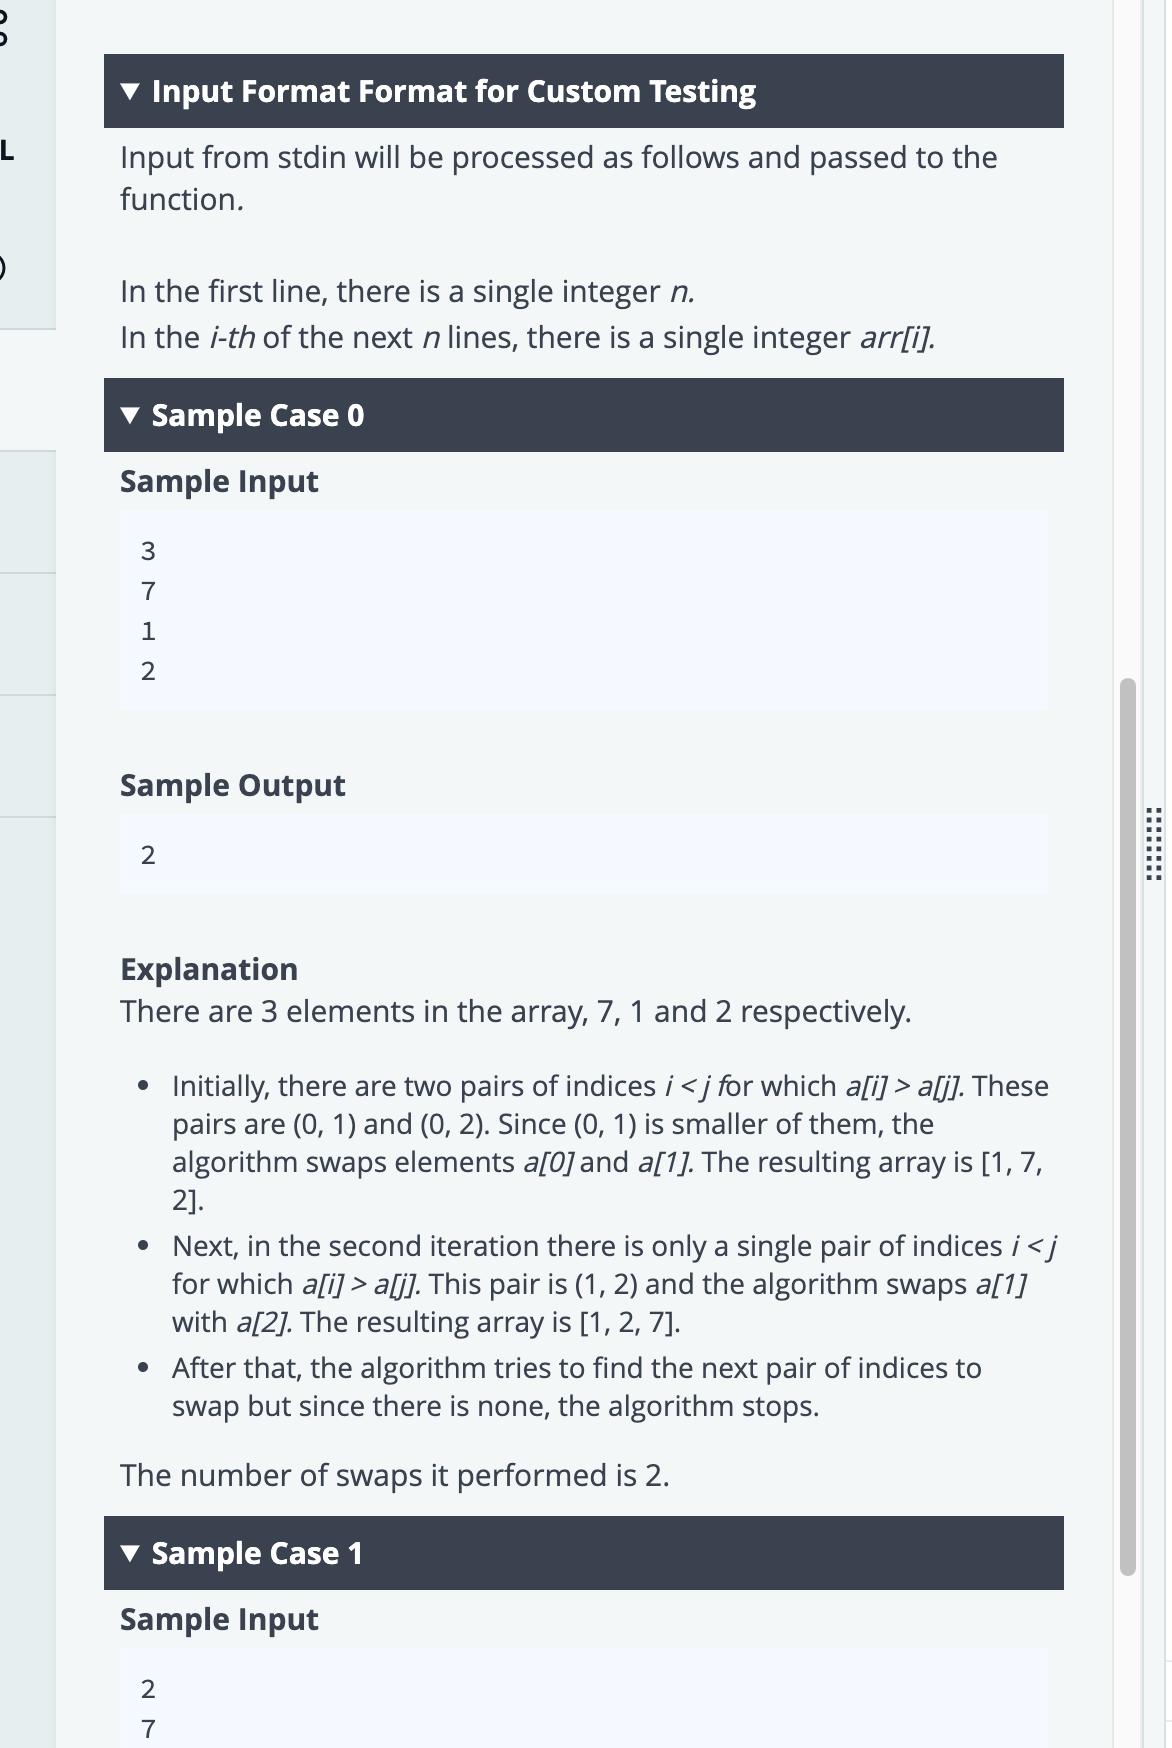 L
▼ Input Format Format for Custom Testing
Input from stdin will be processed as follows and passed to the
function.
In the first line, there is a single integer n.
In the i-th of the next n lines, there is a single integer arr[i].
▼ Sample Case 0
Sample Input
3
7
1
2
Sample Output
2
Explanation
There are 3 elements in the array, 7, 1 and 2 respectively.
• Initially, there are two pairs of indices i < j for which a[i] > a[j]. These
pairs are (0, 1) and (0, 2). Since (0, 1) is smaller of them, the
algorithm swaps elements a[0] and a[1]. The resulting array is [1, 7,
2].
• Next, in the second iteration there is only a single pair of indices i < j
for which a[i] > a[j]. This pair is (1, 2) and the algorithm swaps a[1]
with a[2]. The resulting array is [1, 2, 7].
• After that, the algorithm tries to find the next pair of indices to
swap but since there is none, the algorithm stops.
The number of swaps it performed is 2.
▼ Sample Case 1
Sample Input
2
7